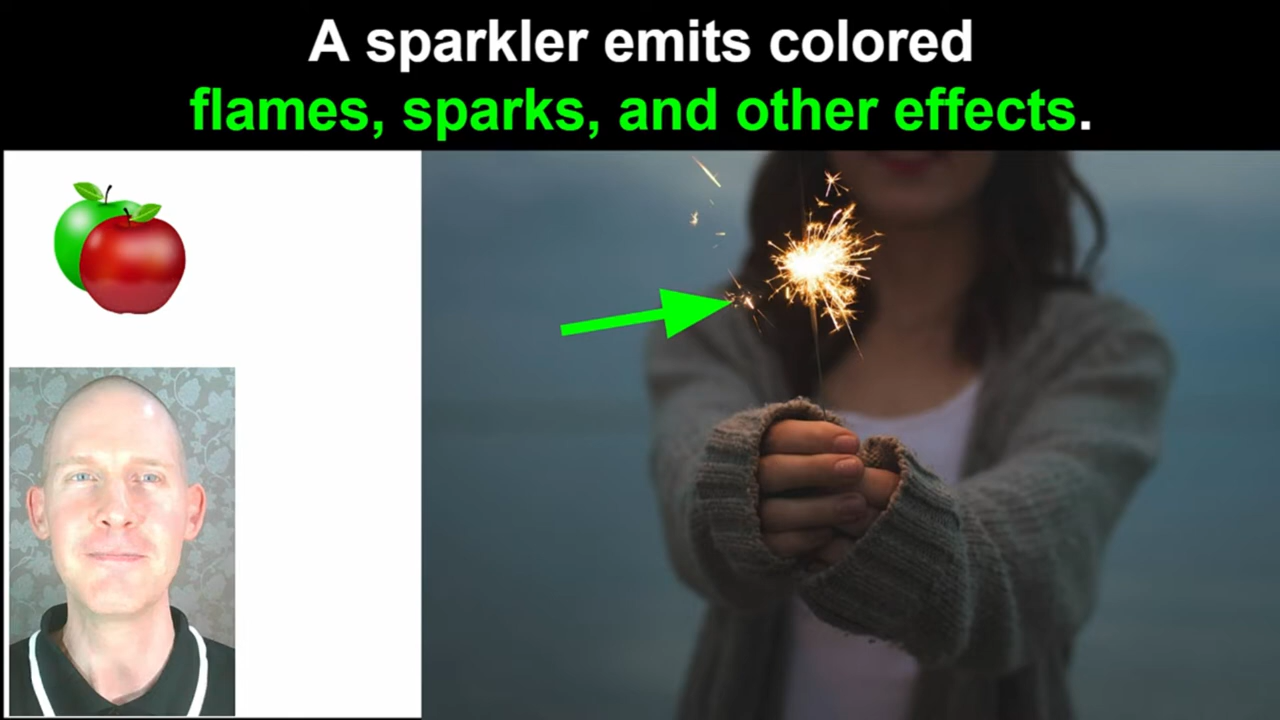 A sparkler emits colored
flames, sparks, and other effects.